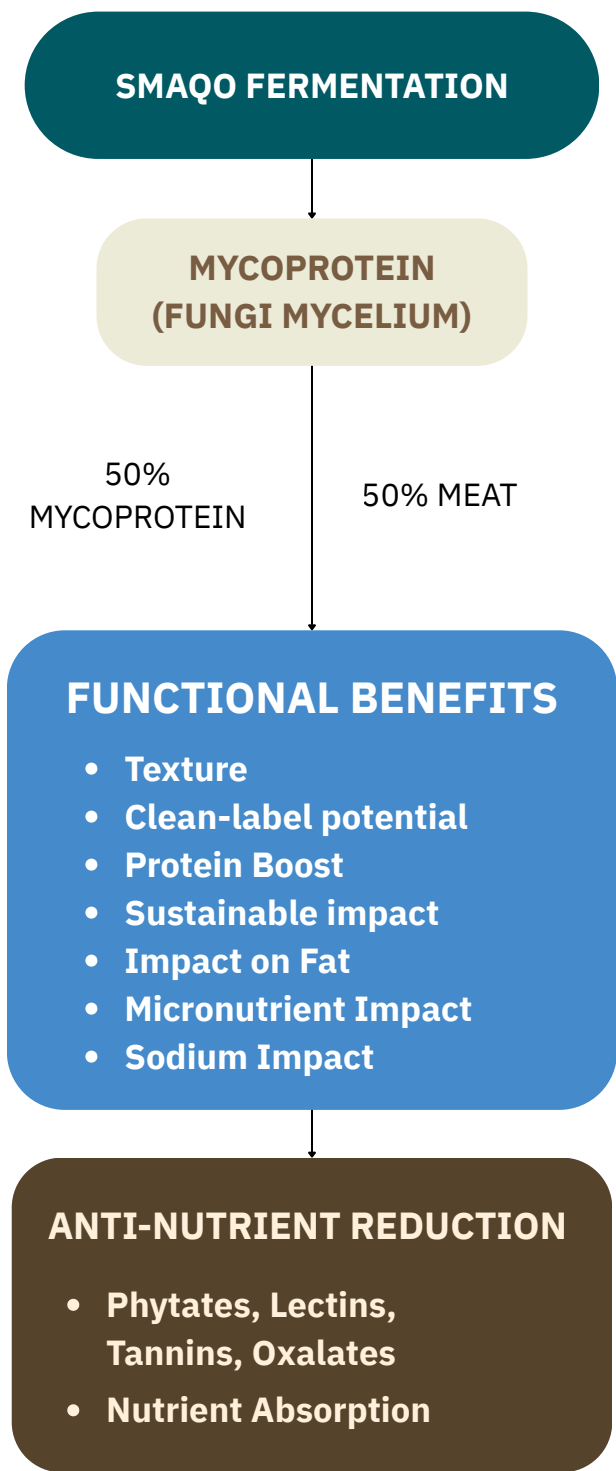 SMAQO FERMENTATION
MYCOPROTEIN
(FUNGI MYCELIUM)
50%
MYCOPROTEIN
50% MEAT
FUNCTIONAL BENEFITS
• Texture
• Clean-label potential
• Protein Boost
• Sustainable impact
• Impact on Fat
• Micronutrient Impact
• Sodium Impact
ANTI-NUTRIENT REDUCTION
• Phytates, Lectins,
Tannins, Oxalates
• Nutrient Absorption